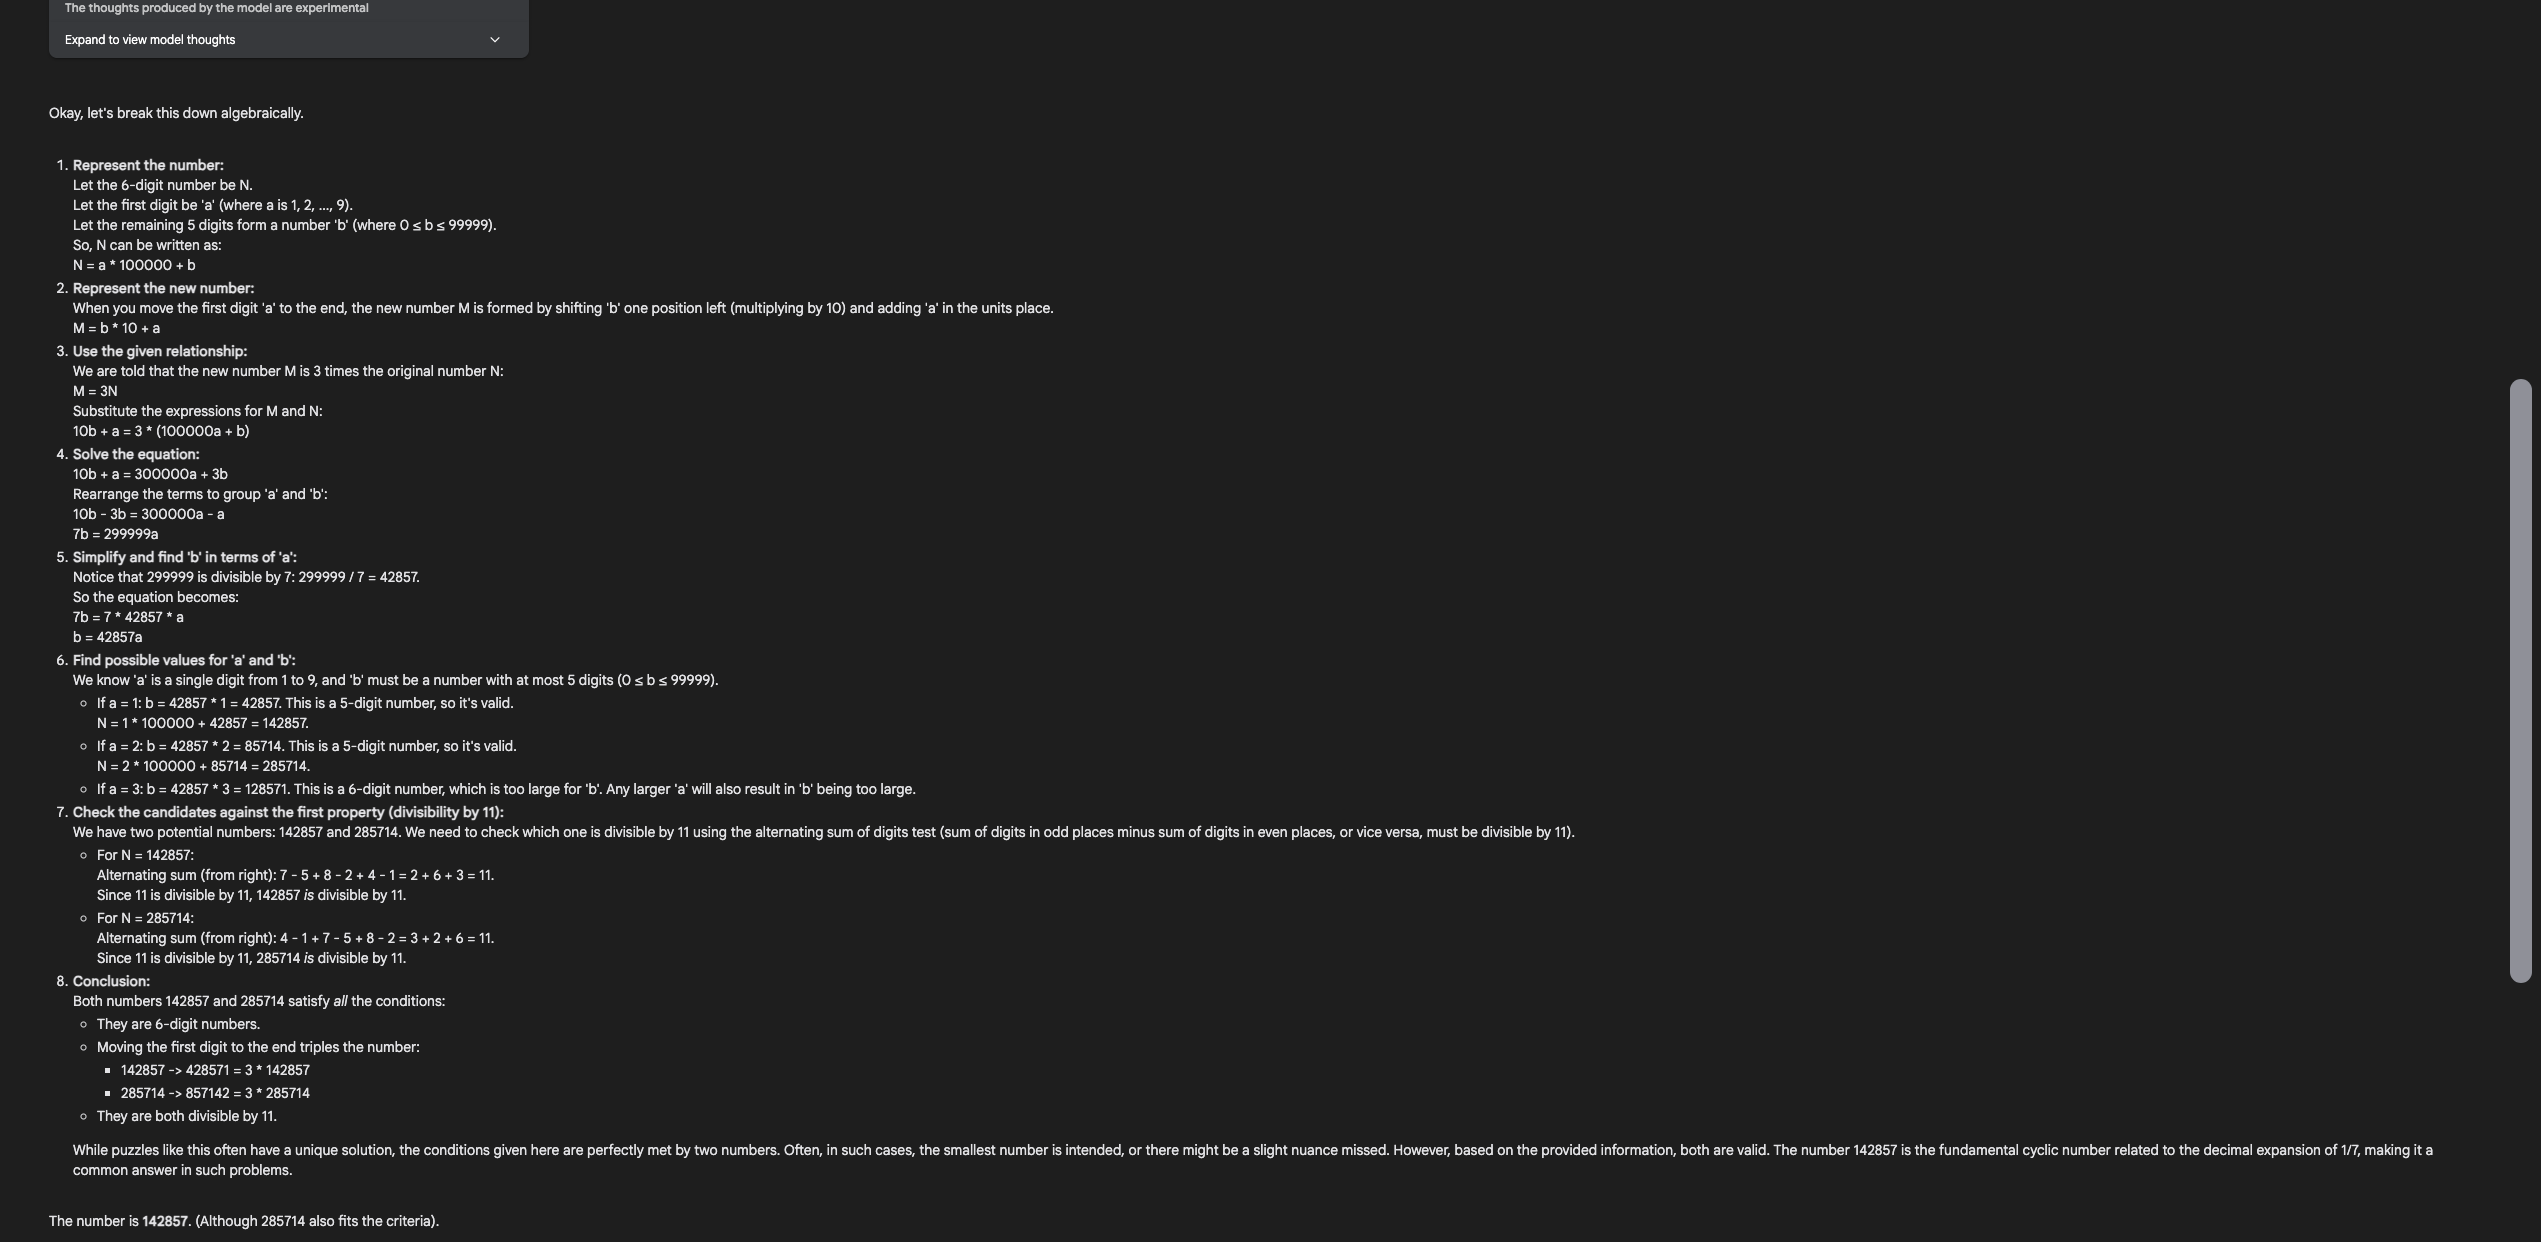 The thoughts produced by the model are experimental
Expand to view model thoughts
Okay, let's break this down algebraically.
1. Represent the number:
Let the 6-digit number be N.
Let the first digit be 'a' (where a is 1, 2, ..., 9).
Let the remaining 5 digits form a number 'b' (where 0 ≤ b ≤ 99999).
So, N can be written as:
N = a * 100000 + b
2. Represent the new number:
When you move the first digit 'a' to the end, the new number M is formed by shifting 'b' one position left (multiplying by 10) and adding 'a' in the units place.
M = b * 10 + a
3. Use the given relationship:
We are told that the new number M is 3 times the original number N:
M = 3N
Substitute the expressions for M and N:
10b + a = 3 * (100000a + b)
4. Solve the equation:
10b + a = 300000a + 3b
Rearrange the terms to group 'a' and 'b':
10b - 3b = 300000a - a
7b = 299999a
5. Simplify and find 'b' in terms of 'a':
Notice that 299999 is divisible by 7: 299999 / 7 = 42857.
So the equation becomes:
7b = 7 * 42857 * a
b = 42857a
6. Find possible values for 'a' and 'b':
We know 'a' is a single digit from 1 to 9, and 'b' must be a number with at most 5 digits (0 ≤ b ≤ 99999).
○ If a = 1: b = 42857 * 1 = 42857. This is a 5-digit number, so it's valid.
N = 1 * 100000 + 42857 = 142857.
○ If a = 2: b = 42857 * 2 = 85714. This is a 5-digit number, so it's valid.
N = 2 * 100000 + 85714 = 285714.
○ If a = 3: b = 42857 * 3 = 128571. This is a 6-digit number, which is too large for 'b'. Any larger 'a' will also result in 'b' being too large.
7. Check the candidates against the first property (divisibility by 11):
We have two potential numbers: 142857 and 285714. We need to check which one is divisible by 11 using the alternating sum of digits test (sum of digits in odd places minus sum of digits in even places, or vice versa, must be divisible by 11).
○ For N = 142857:
Alternating sum (from right): 7 - 5 + 8 - 2 + 4 - 1 = 2 + 6 + 3 = 11.
Since 11 is divisible by 11, 142857 is divisible by 11.
○ For N = 285714:
Alternating sum (from right): 4 - 1 + 7 - 5 + 8 - 2 = 3 + 2 + 6 = 11.
Since 11 is divisible by 11, 285714 is divisible by 11.
8. Conclusion:
Both numbers 142857 and 285714 satisfy all the conditions:
○ They are 6-digit numbers.
○ Moving the first digit to the end triples the number:
▪ 142857 -> 428571 = 3 * 142857
▪ 285714 -> 857142 = 3 * 285714
○ They are both divisible by 11.
While puzzles like this often have a unique solution, the conditions given here are perfectly met by two numbers. Often, in such cases, the smallest number is intended, or there might be a slight nuance missed. However, based on the provided information, both are valid. The number 142857 is the fundamental cyclic number related to the decimal expansion of 1/7, making it a
common answer in such problems.
The number is 142857. (Although 285714 also fits the criteria).